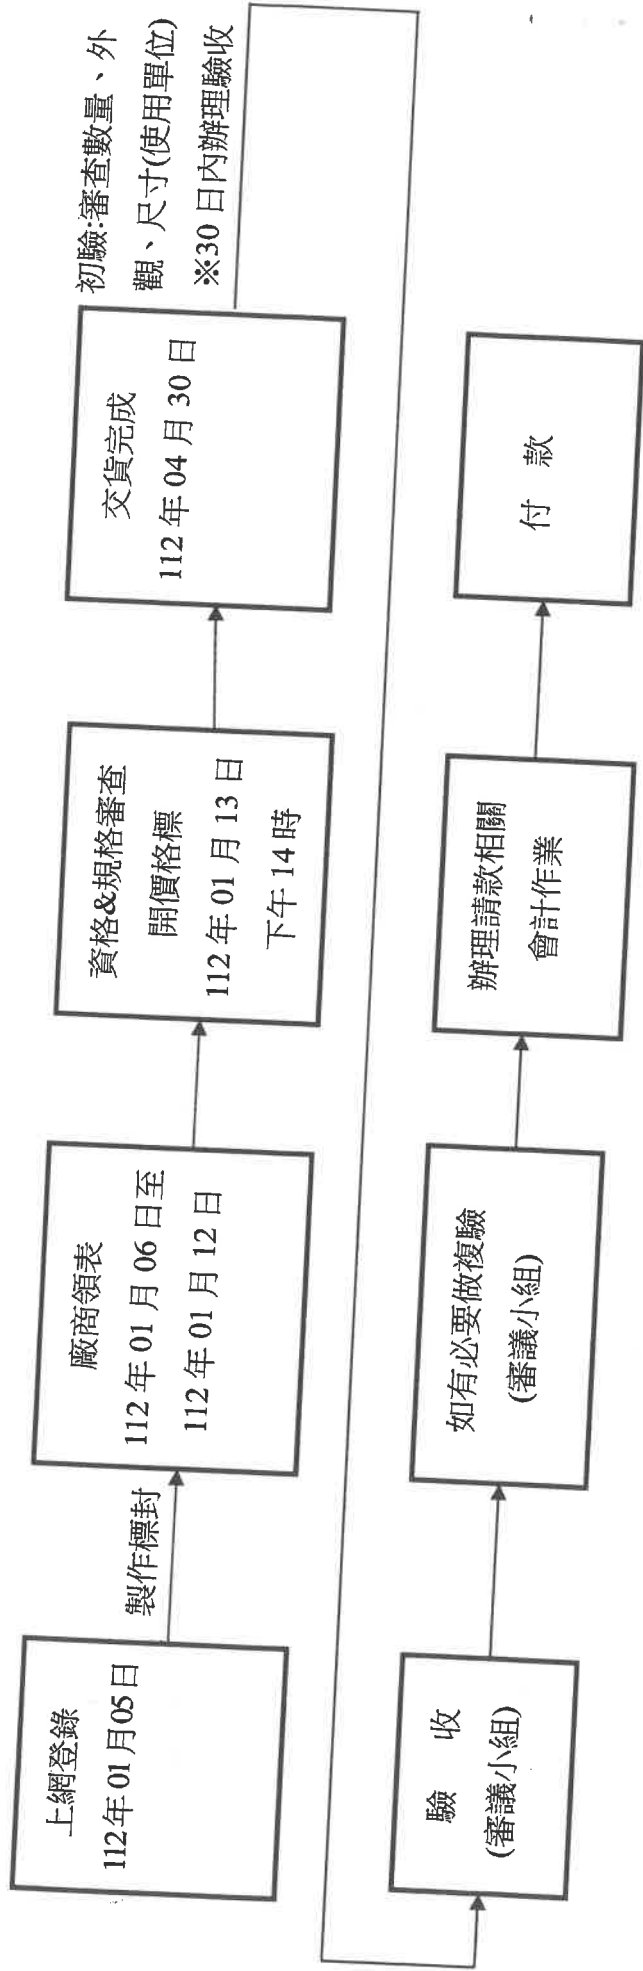 上網登錄
112年01月05日
製作標封
廠商領表
112年01月06日至
112年01月12日
資格&規格審查
開價格標
112年01月13日
下午14時
交貨完成
112年04月30日
初驗:審查數量、外
觀、尺寸(使用單位)
※30日內辦理驗收
驗 收
(審議小組)
如有必要做複驗
(審議小組)
辦理請款相關
會計作業
付 款